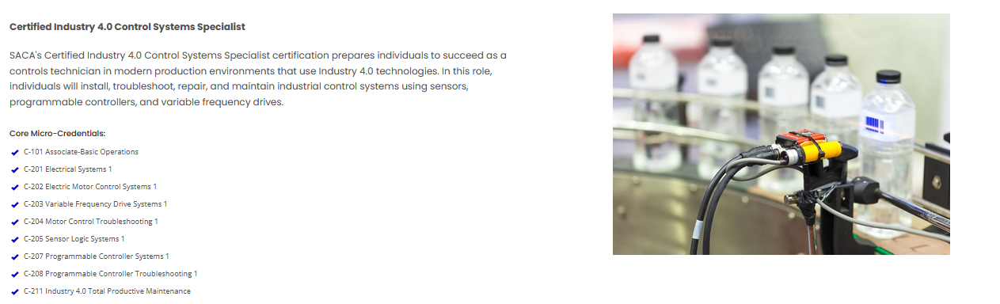 Certified Industry 4.0 Control Systems Specialist
SACA's Certified Industry 4.0 Control Systems Specialist certification prepares individuals to succeed as a
controls technician in modern production environments that use Industry 4.0 technologies. In this role,
individuals will install, troubleshoot, repair, and maintain industrial control systems using sensors,
programmable controllers, and variable frequency drives.
Core Micro-Credentials:
C-101 Associate-Basic Operations
C-201 Electrical Systems 1
C-202 Electric Motor Control Systems 1
C-203 Variable Frequency Drive Systems 1
C-204 Motor Control Troubleshooting 1
C-205 Sensor Logic Systems 1
C-207 Programmable Controller Systems 1
C-208 Programmable Controller Troubleshooting 1
C-211 Industry 4.0 Total Productive Maintenance